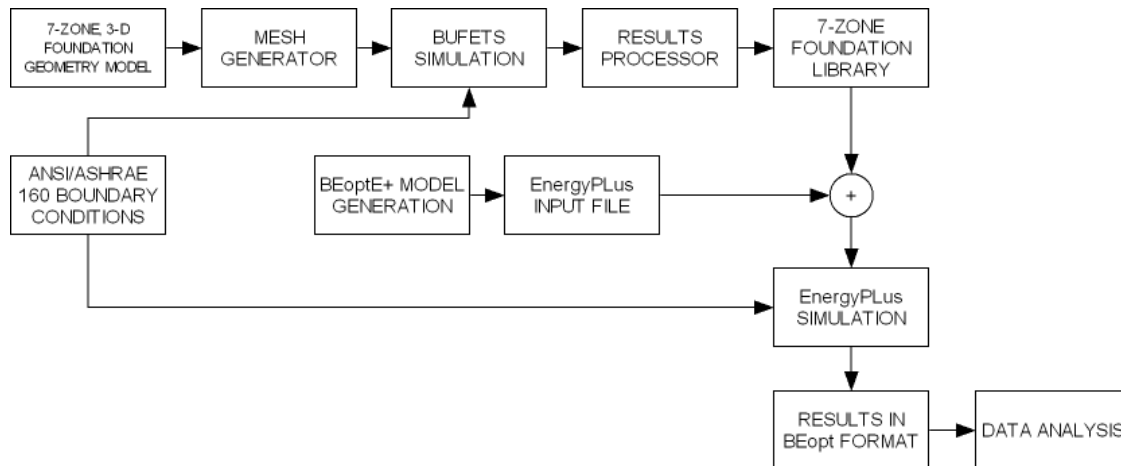 7-ZONE, 3-D
FOUNDATION
GEOMETRY MODEL
MESH
GENERATOR
BUFETS
SIMULATION
RESULTS
PROCESSOR
7-ZONE
FOUNDATION
LIBRARY
ANSI/ASHRAE
160 BOUNDARY
CONDITIONS
BEoptE+ MODEL
GENERATION
EnergyPLus
INPUT FILE
+
EnergyPLus
SIMULATION
RESULTS IN
BEopt FORMAT
DATA ANALYSIS